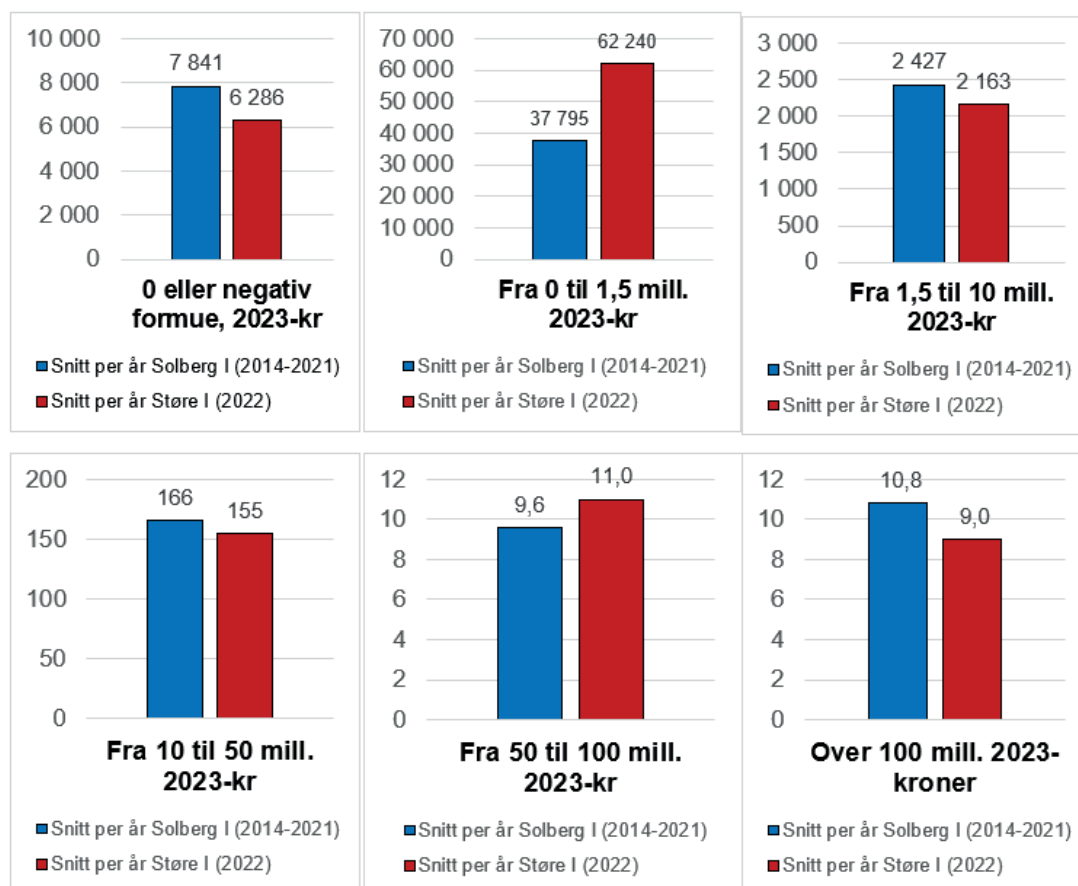 10 000
8 000
6 000
4 000
2 000
0
7 841
6 286
0 eller negativ
formue, 2023-kr
Snitt per år Solberg I (2014-2021)
Snitt per år Støre I (2022)
70 000
60 000
50 000
40 000
30 000
20 000
10 000
0
37 795
62 240
Fra 0 til 1,5 mill.
2023-kr
Snitt per år Solberg I (2014-2021)
Snitt per år Støre I (2022)
3 000
2 500
2 000
1 500
1 000
500
0
2 427
2 163
Fra 1,5 til 10 mill.
2023-kr
Snitt per år Solberg I (2014-2021)
Snitt per år Støre I (2022)
200
150
100
50
0
166
155
Fra 10 til 50 mill.
2023-kr
Snitt per år Solberg I (2014-2021)
Snitt per år Støre I (2022)
12
10
8
6
4
2
0
9,6
11,0
Fra 50 til 100 mill.
2023-kr
Snitt per år Solberg I (2014-2021)
Snitt per år Støre I (2022)
12
10
8
6
4
2
0
10,8
9,0
Over 100 mill. 2023-
kroner
Snitt per år Solberg I (2014-2021)
Snitt per år Støre I (2022)